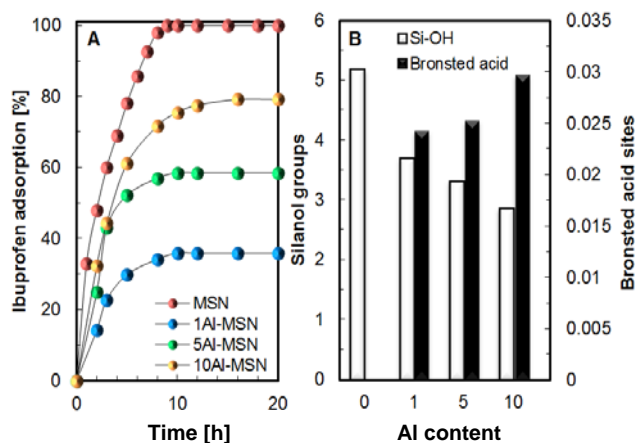 A
Ibuprofen adsorption [%]
100
80
60
40
20
0
MSN
1Al-MSN
5Al-MSN
10Al-MSN
0
10
20
Time [h]
B
Si-OH
Bronsted acid
Silanol groups
6
5
4
3
2
1
0
0
1
5
10
Al content
0.035
0.03
0.025
0.02
0.015
0.01
0.005
0
Bronsted acid sites